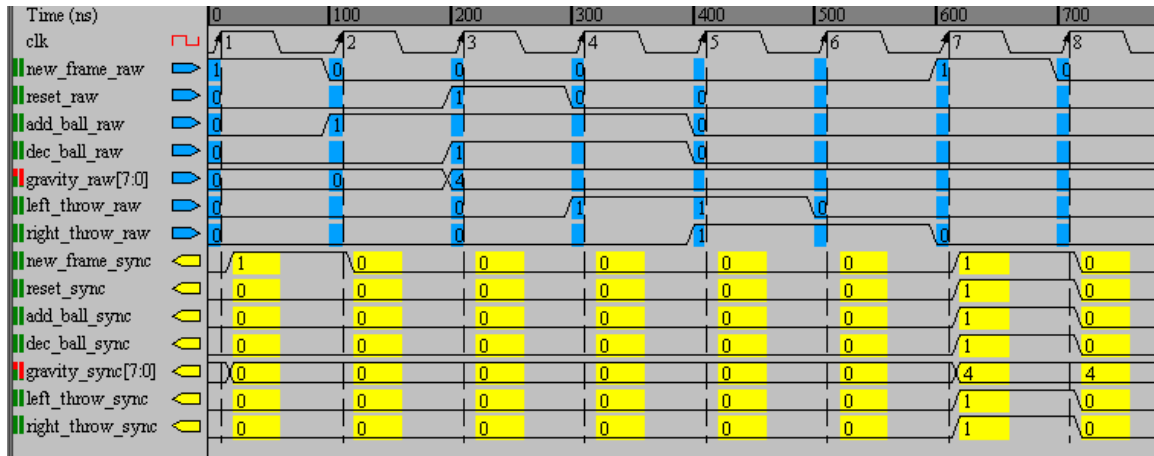 Time (ns) 0 100 200 300 400 500 600 700
clk 1 2 3 4 5 6 7 8
new_frame_raw 1 0 0 0 1 0
reset_raw 0 1 0 0
add_ball_raw 0 1 0
dec_ball_raw 0 1 0
gravity_raw[7:0] 0 0 4
left_throw_raw 0 0 1 1 0
right_throw_raw 0 0 1 0
new_frame_sync 1 0 0 0 0 0 1 0
reset_sync 0 0 0 0 0 0 1 0
add_ball_sync 0 0 0 0 0 0 1 0
dec_ball_sync 0 0 0 0 0 0 1 0
gravity_sync[7:0] 0 0 0 0 0 0 4 4
left_throw_sync 0 0 0 0 0 0 1 0
right_throw_sync 0 0 0 0 0 0 1 0